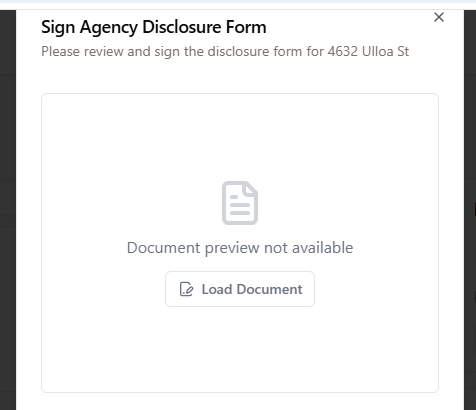 Sign Agency Disclosure Form
Please review and sign the disclosure form for 4632 Ulloa St
Document preview not available
Load Document